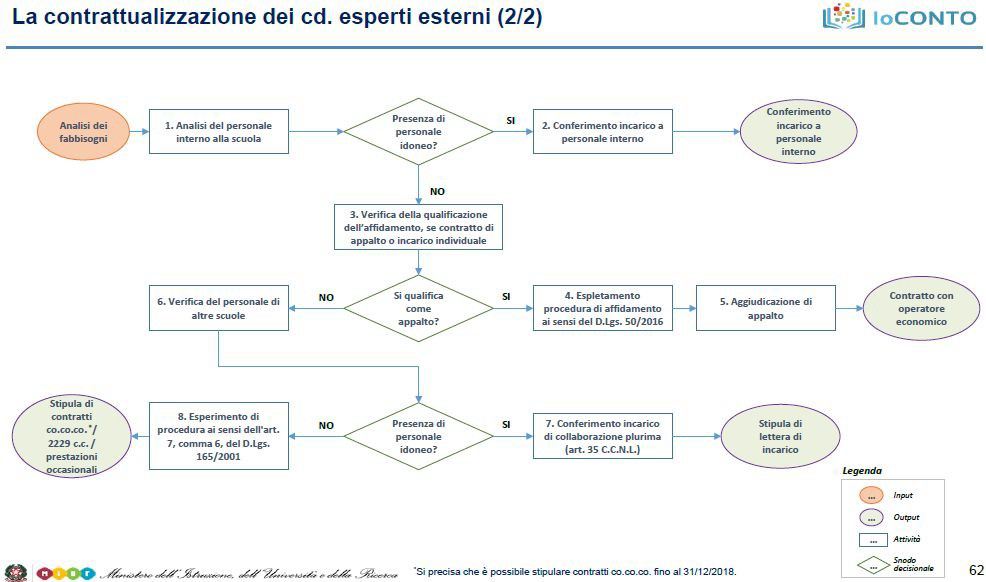 La contrattualizzazione dei cd. esperti esterni (2/2)
IoCONTO
Analisi dei
fabbisogni
1. Analisi del personale
interno alla scuola
Presenza di
personale
idoneo?
SI
2. Conferimento incarico a
personale interno
Conferimento
incarico a
personale
interno
NO
3. Verifica della qualificazione
dell'affidamento, se contratto di
appalto o incarico individuale
6. Verifica del personale di
altre scuole
NO
Si qualifica
come
appalto?
SI
4. Espletamento
procedura di affidamento
ai sensi del D.Lgs. 50/2016
5. Aggiudicazione di
appalto
Contratto con
operatore
economico
Stipula di
contratti
co.co.co.*/
2229 c.c. /
prestazioni
occasionali
8. Esperimento di
procedura ai sensi dell'art.
7, comma 6, del D.Lgs.
165/2001
NO
Presenza di
personale
idoneo?
SI
7. Conferimento incarico
di collaborazione plurima
(art. 35 C.C.N.L.)
Stipula di
lettera di
incarico
Legenda
... Input
... Output
... Attività
... Snodo
decisionale
miur Ministero dell'Istruzione, dell'Università e della Ricerca
*Si precisa che è possibile stipulare contratti co.co.co. fino al 31/12/2018.
62